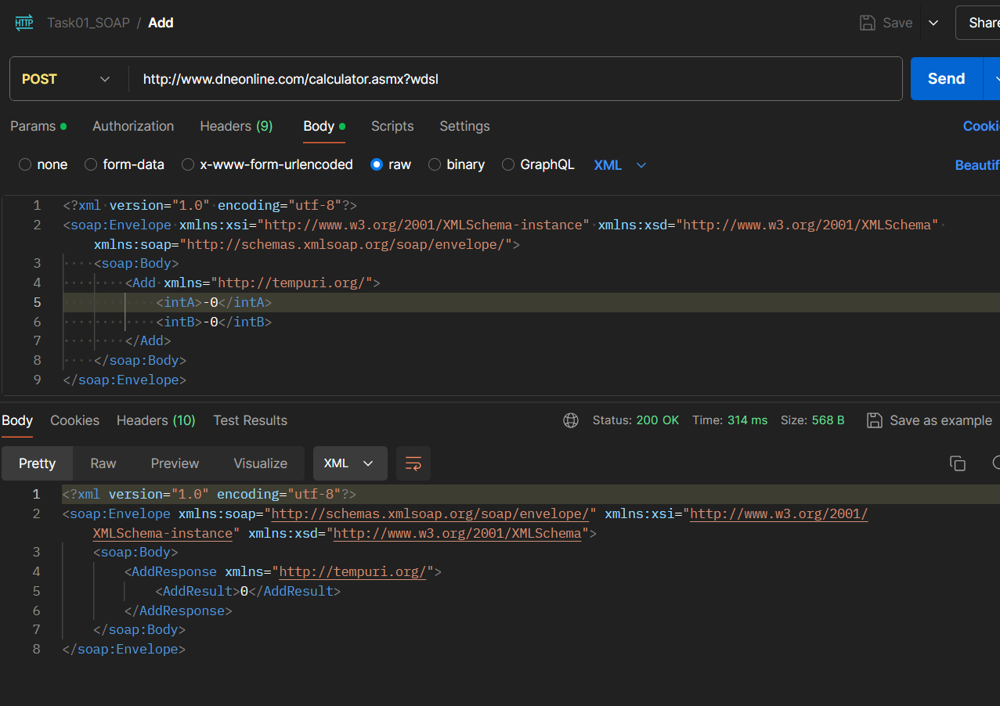 HTTP Task01_SOAP / Add Save Share
POST http://www.dneonline.com/calculator.asmx?wdsl Send
Params Authorization Headers (9) Body Scripts Settings Cooki
none form-data x-www-form-urlencoded raw binary GraphQL XML Beautif
1 <?xml version="1.0" encoding="utf-8"?>
2 <soap:Envelope xmlns:xsi="http://www.w3.org/2001/XMLSchema-instance" xmlns:xsd="http://www.w3.org/2001/XMLSchema"
xmlns:soap="http://schemas.xmlsoap.org/soap/envelope/">
3 <soap:Body>
4 <Add xmlns="http://tempuri.org/">
5 <intA>-0</intA>
6 <intB>-0</intB>
7 </Add>
8 </soap:Body>
9 </soap:Envelope>
Body Cookies Headers (10) Test Results Status: 200 OK Time: 314 ms Size: 568 B Save as example
Pretty Raw Preview Visualize XML
1 <?xml version="1.0" encoding="utf-8"?>
2 <soap:Envelope xmlns:soap="http://schemas.xmlsoap.org/soap/envelope/" xmlns:xsi="http://www.w3.org/2001/
XMLSchema-instance" xmlns:xsd="http://www.w3.org/2001/XMLSchema">
3 <soap:Body>
4 <AddResponse xmlns="http://tempuri.org/">
5 <AddResult>0</AddResult>
6 </AddResponse>
7 </soap:Body>
8 </soap:Envelope>